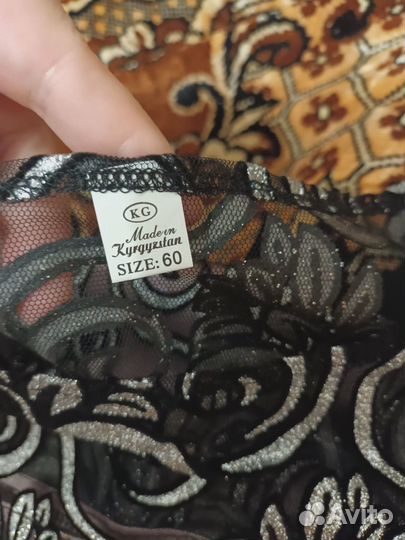 KG
Made in
Kyrgyzstan
SIZE: 60
Avito